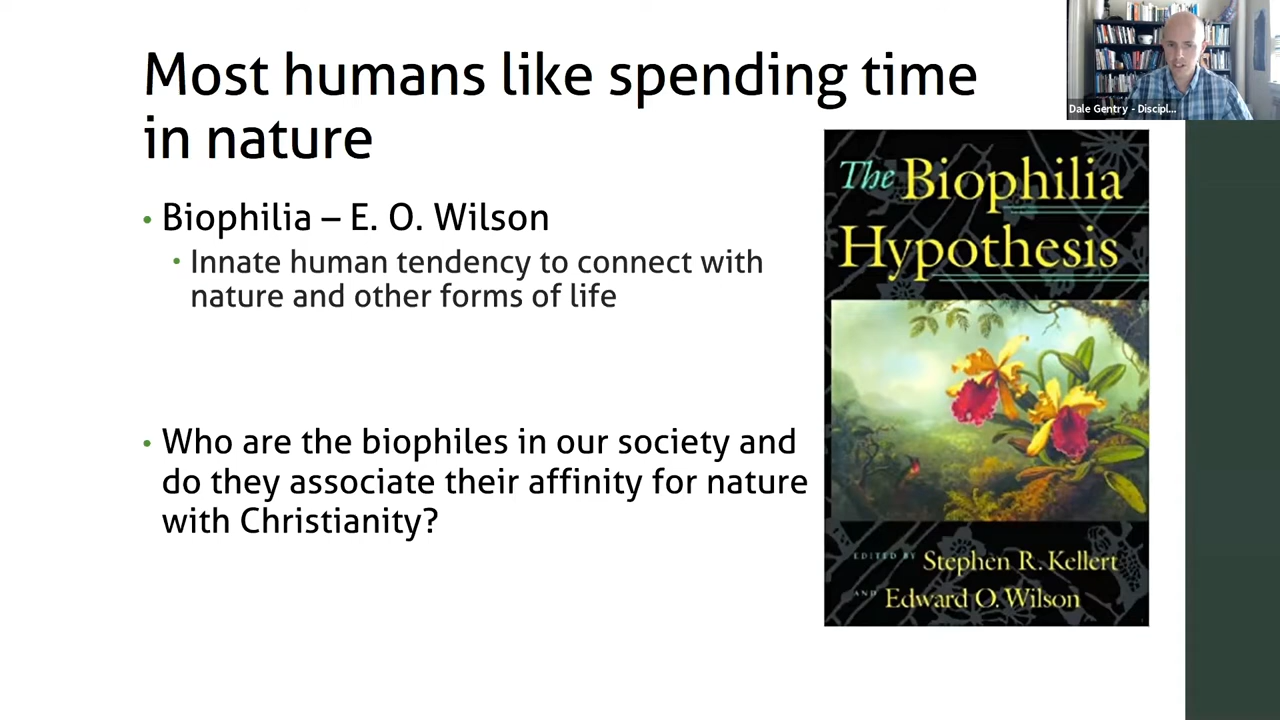 Most humans like spending time
in nature
• Biophilia – E. O. Wilson
• Innate human tendency to connect with
nature and other forms of life
• Who are the biophiles in our society and
do they associate their affinity for nature
with Christianity?
Dale Gentry - Discipl...
The Biophilia
Hypothesis
EDITED BY Stephen R. Kellert
AND Edward O. Wilson